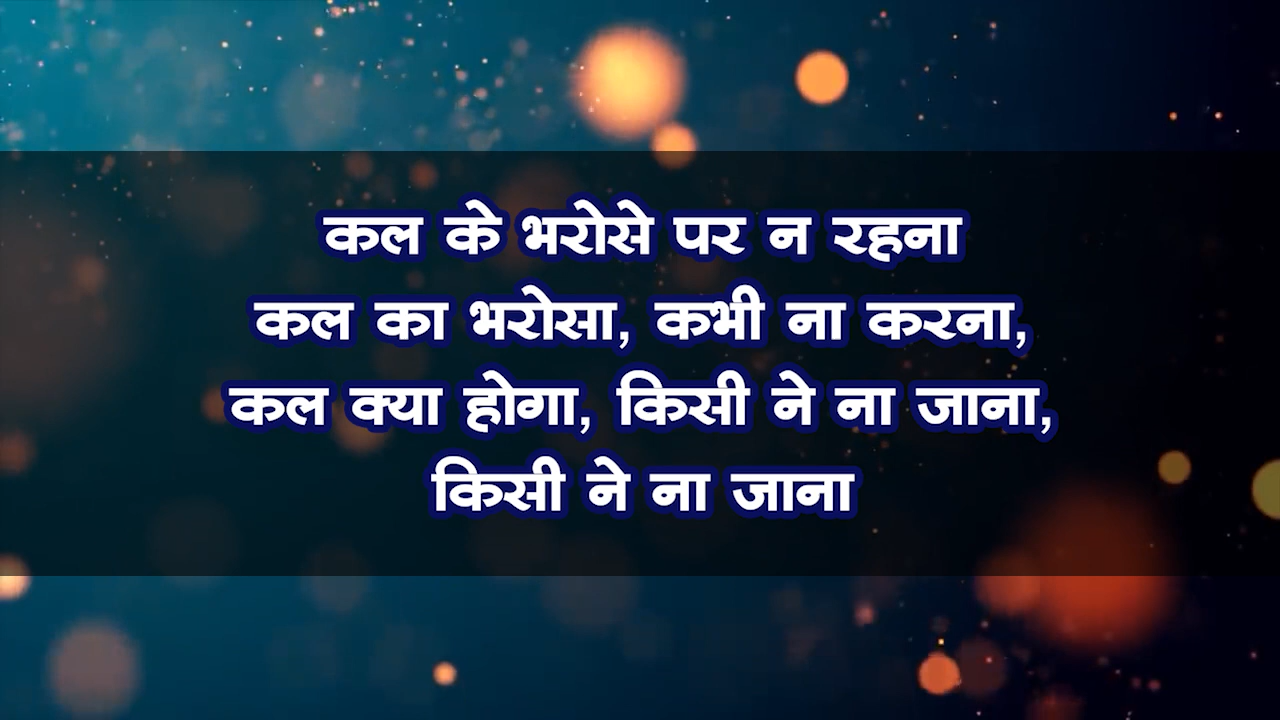 कल के भरोसे पर न रहना
कल का भरोसा, कभी ना करना,
कल क्या होगा, किसी ने ना जाना,
किसी ने ना जाना